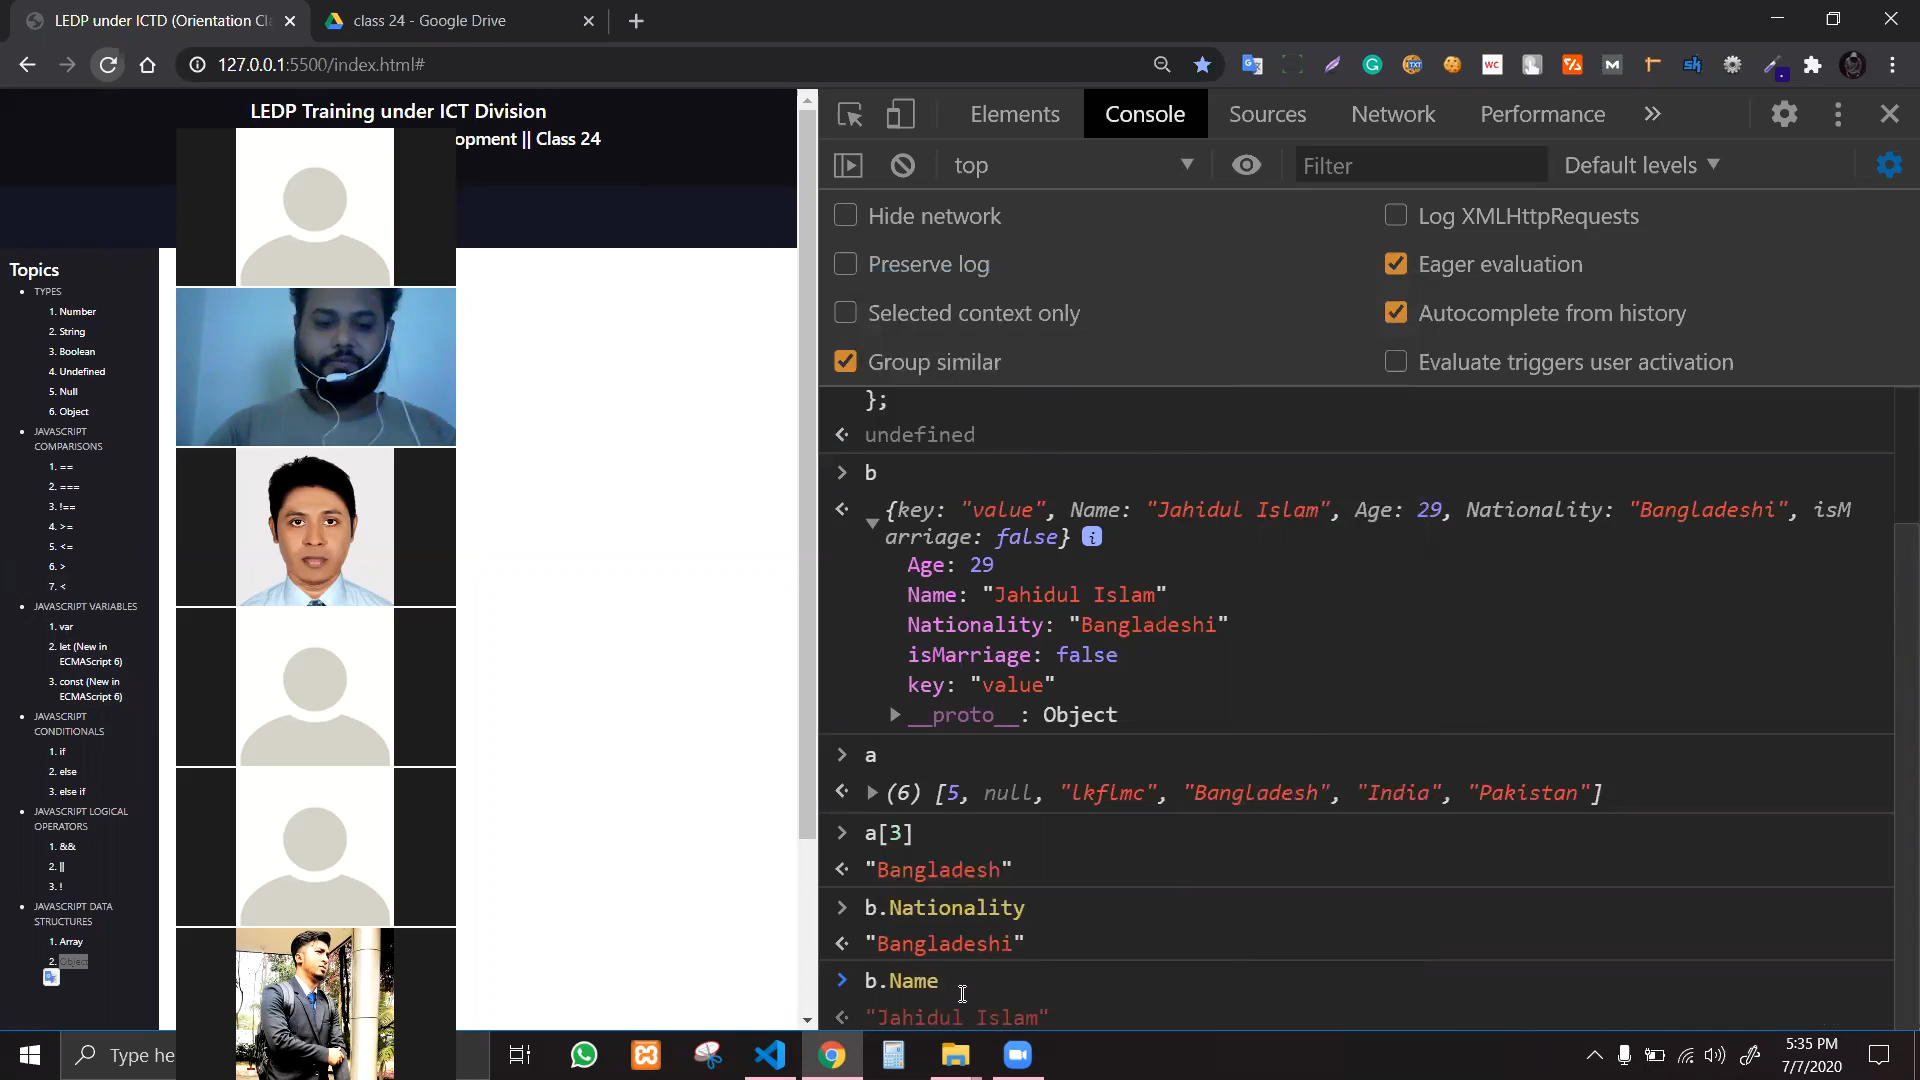 LEDP under ICTD (Orientation Cl
class 24 - Google Drive
127.0.0.1:5500/index.html#
LEDP Training under ICT Division
opment || Class 24
Topics
TYPES
1. Number
2. String
3. Boolean
4. Undefined
5. Null
6. Object
JAVASCRIPT
COMPARISONS
1. ==
2. ===
3. !==
4. >=
5. <=
6. >
7. <
JAVASCRIPT VARIABLES
1. var
2. let (New in
ECMAScript 6)
3. const (New in
ECMAScript 6)
JAVASCRIPT
CONDITIONALS
1. if
2. else
3. else if
JAVASCRIPT LOGICAL
OPERATORS
1. &&
2. ||
3. !
JAVASCRIPT DATA
STRUCTURES
1. Array
2. Object
Elements Console Sources Network Performance
top Filter Default levels
Hide network Log XMLHttpRequests
Preserve log Eager evaluation
Selected context only Autocomplete from history
Group similar Evaluate triggers user activation
};
undefined
b
{key: "value", Name: "Jahidul Islam", Age: 29, Nationality: "Bangladeshi", isM
arriage: false}
Age: 29
Name: "Jahidul Islam"
Nationality: "Bangladeshi"
isMarriage: false
key: "value"
__proto__: Object
a
(6) [5, null, "lkflmc", "Bangladesh", "India", "Pakistan"]
a[3]
"Bangladesh"
b.Nationality
"Bangladeshi"
b.Name
"Jahidul Islam"
Type he
5:35 PM
7/7/2020